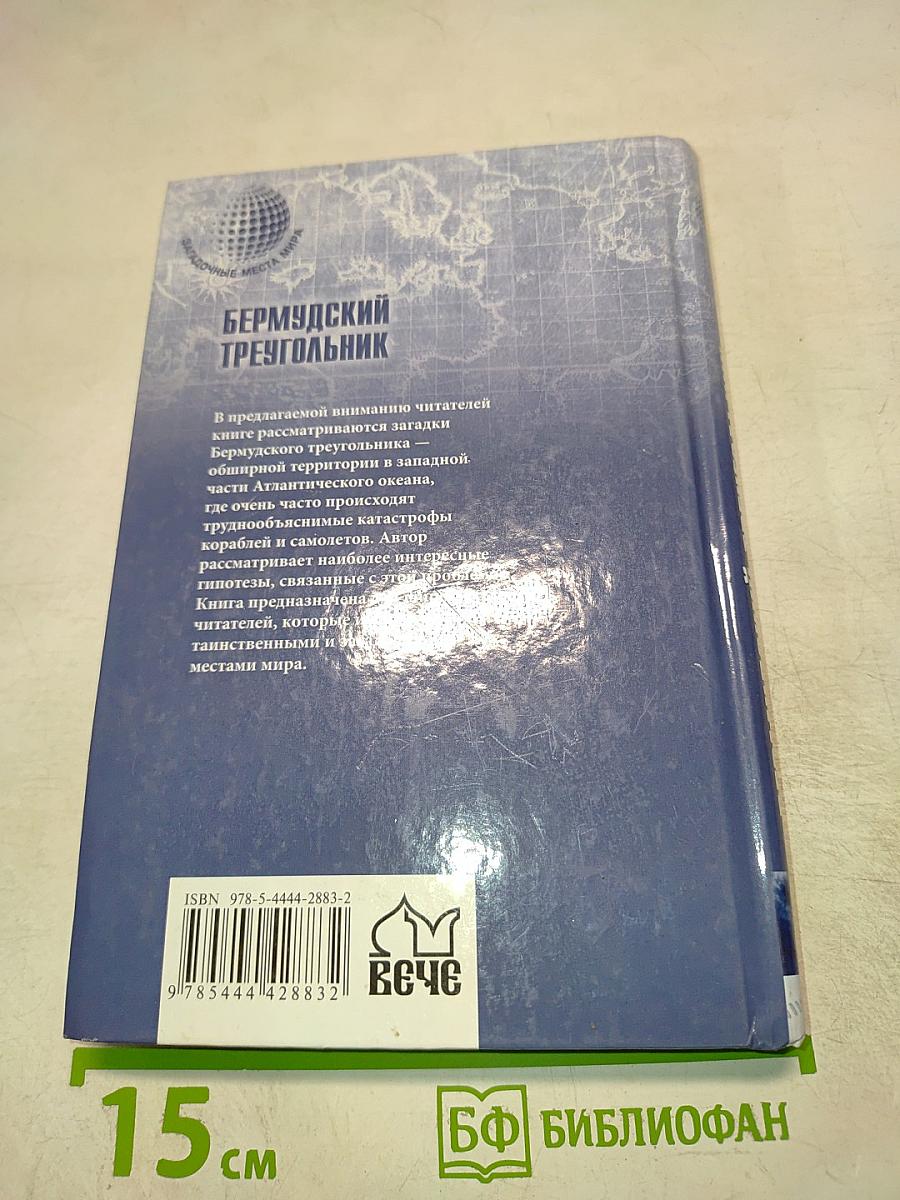 ЗАГАДОЧНЫЕ МЕСТА МИРА
БЕРМУДСКИЙ
ТРЕУГОЛЬНИК
В предлагаемой вниманию читателей
книге рассматриваются загадки
Бермудского треугольника —
обширной территории в западной
части Атлантического океана,
где очень часто происходят
труднообъяснимые катастрофы
кораблей и самолетов. Автор
рассматривает наиболее интересные
гипотезы, связанные с этой
Книга предназначена
читателей, которые
таинственными и
местами мира.
ISBN 978-5-4444-2883-2
9 785444 428832
ВЕЧЕ
15 см
БФ БИБЛИОФАН